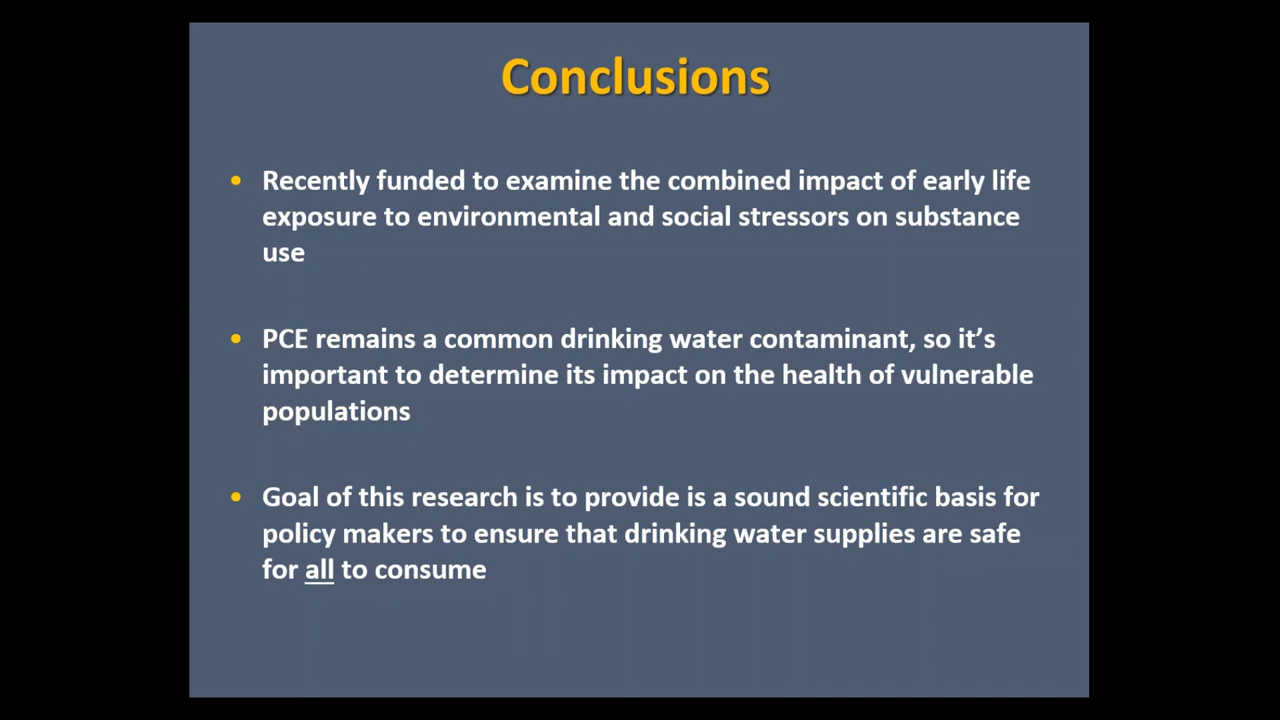 Conclusions
• Recently funded to examine the combined impact of early life
exposure to environmental and social stressors on substance
use
• PCE remains a common drinking water contaminant, so it’s
important to determine its impact on the health of vulnerable
populations
• Goal of this research is to provide is a sound scientific basis for
policy makers to ensure that drinking water supplies are safe
for all to consume